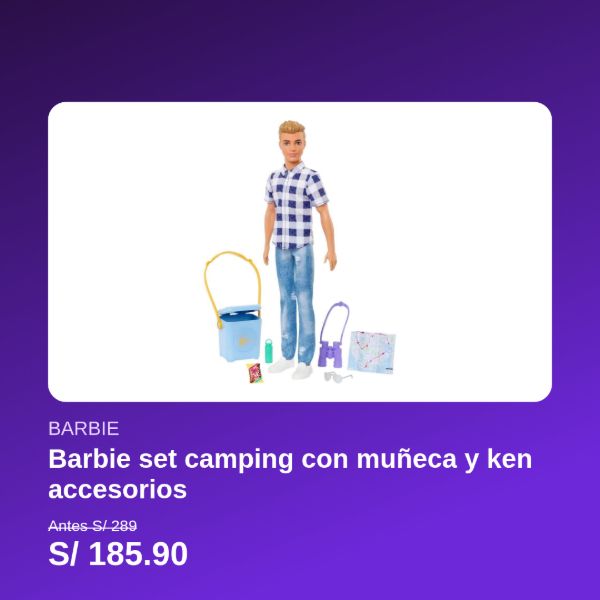 BARBIE
Barbie set camping con muñeca y ken
accesorios
Antes S/ 289
S/ 185.90